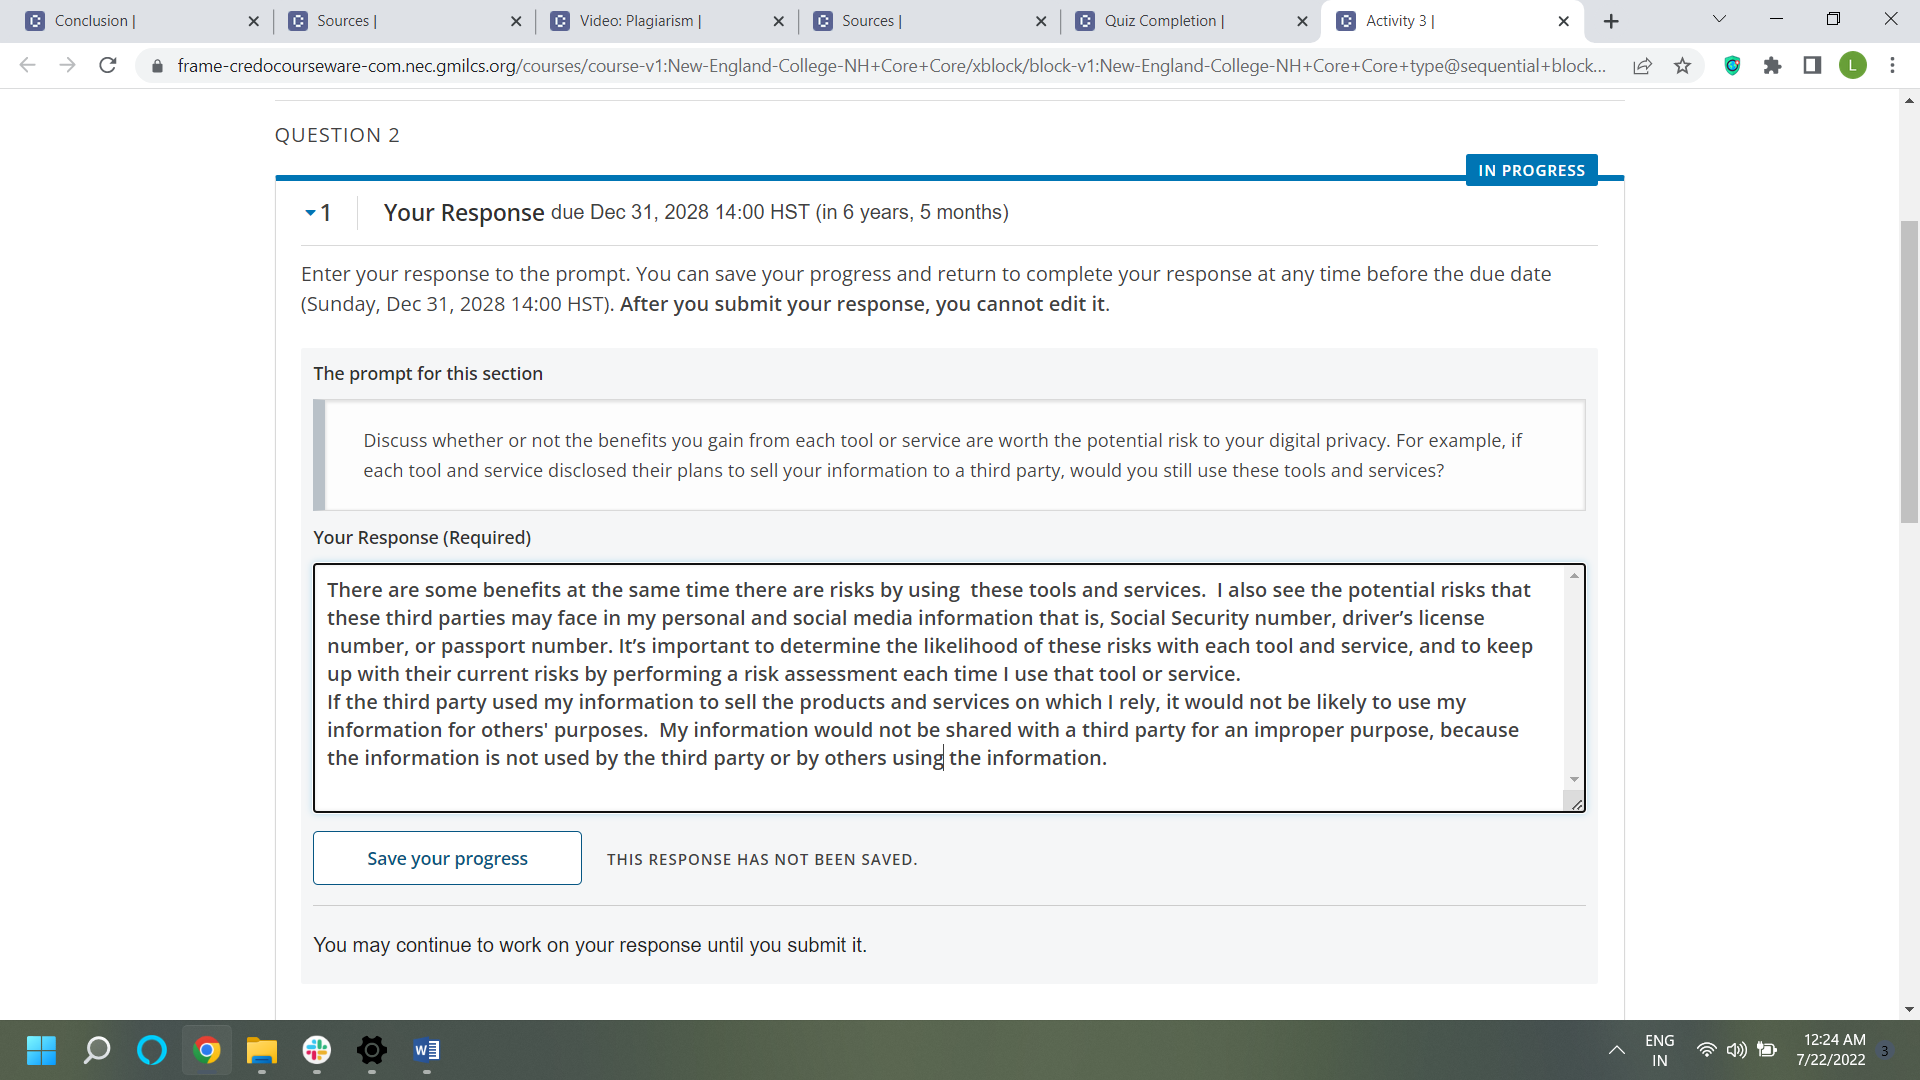 Conclusion |
Sources |
Video: Plagiarism |
Sources |
Quiz Completion |
Activity 3 |
frame-credocourseware-com.nec.gmilcs.org/courses/course-v1:New-England-College-NH+Core+Core/xblock/block-v1:New-England-College-NH+Core+Core+type@sequential+block...
L
QUESTION 2
IN PROGRESS
1 Your Response due Dec 31, 2028 14:00 HST (in 6 years, 5 months)
Enter your response to the prompt. You can save your progress and return to complete your response at any time before the due date
(Sunday, Dec 31, 2028 14:00 HST). After you submit your response, you cannot edit it.
The prompt for this section
Discuss whether or not the benefits you gain from each tool or service are worth the potential risk to your digital privacy. For example, if
each tool and service disclosed their plans to sell your information to a third party, would you still use these tools and services?
Your Response (Required)
There are some benefits at the same time there are risks by using  these tools and services.  I also see the potential risks that
these third parties may face in my personal and social media information that is, Social Security number, driver’s license
number, or passport number. It’s important to determine the likelihood of these risks with each tool and service, and to keep
up with their current risks by performing a risk assessment each time I use that tool or service.
If the third party used my information to sell the products and services on which I rely, it would not be likely to use my
information for others' purposes.  My information would not be shared with a third party for an improper purpose, because
the information is not used by the third party or by others using the information.
Save your progress
THIS RESPONSE HAS NOT BEEN SAVED.
You may continue to work on your response until you submit it.
W
ENG
IN
12:24 AM
7/22/2022
3